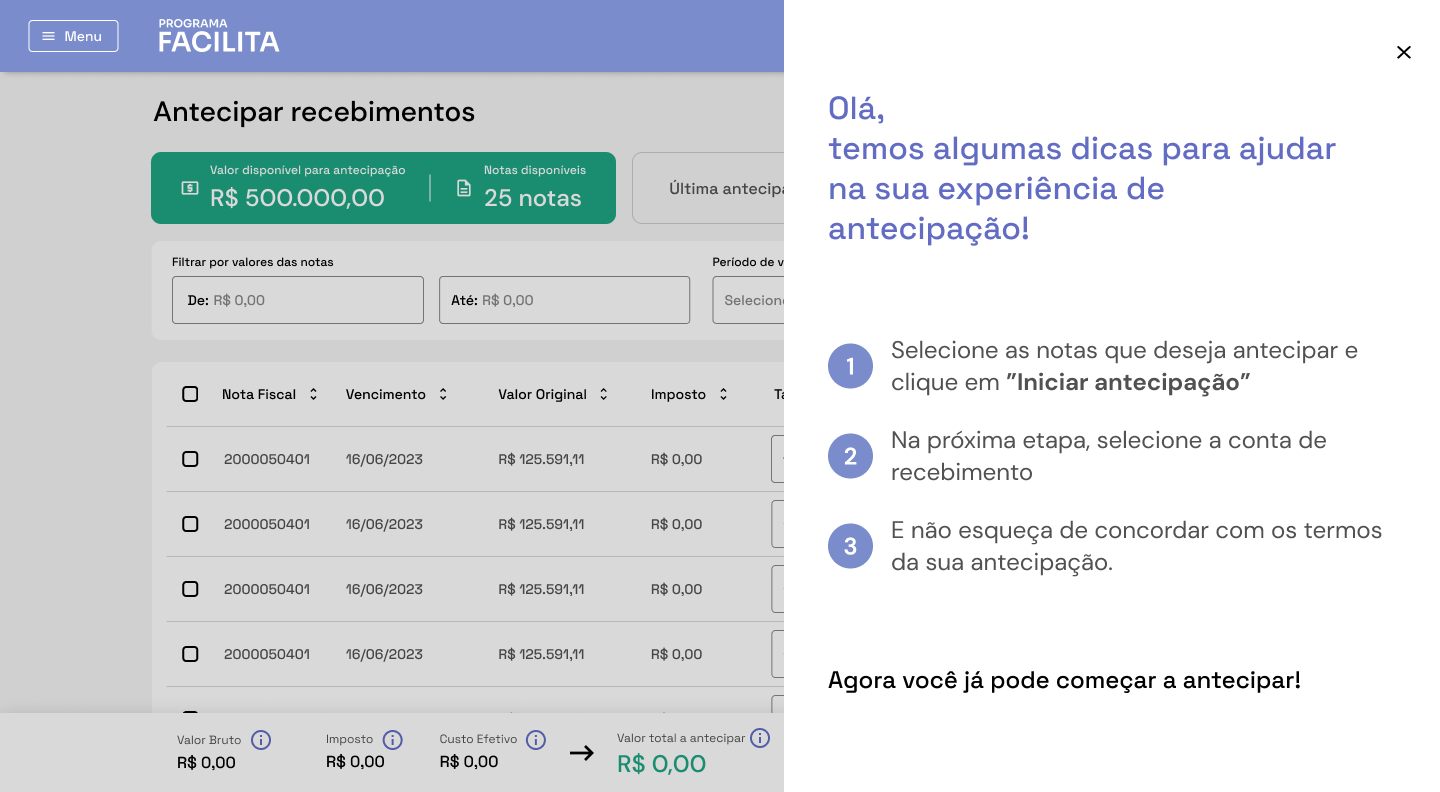 Menu
PROGRAMA
FACILITA
Antecipar recebimentos
Valor disponível para antecipação
R$ 500.000,00
Notas disponíveis
25 notas
Última
Filtrar por valores das notas
De: R$ 0,00
Até: R$ 0,00
Período de
Nota Fiscal Vencimento Valor Original Imposto
2000050401 16/06/2023 R$ 125.591,11 R$ 0,00
2000050401 16/06/2023 R$ 125.591,11 R$ 0,00
2000050401 16/06/2023 R$ 125.591,11 R$ 0,00
2000050401 16/06/2023 R$ 125.591,11 R$ 0,00
Valor Bruto
R$ 0,00
Imposto
R$ 0,00
Custo Efetivo
R$ 0,00
Valor total a antecipar
R$ 0,00
Olá,
temos algumas dicas para ajudar
na sua experiência de
antecipação!
1 Selecione as notas que deseja antecipar e
clique em ”Iniciar antecipação”
2 Na próxima etapa, selecione a conta de
recebimento
3 E não esqueça de concordar com os termos
da sua antecipação.
Agora você já pode começar a antecipar!